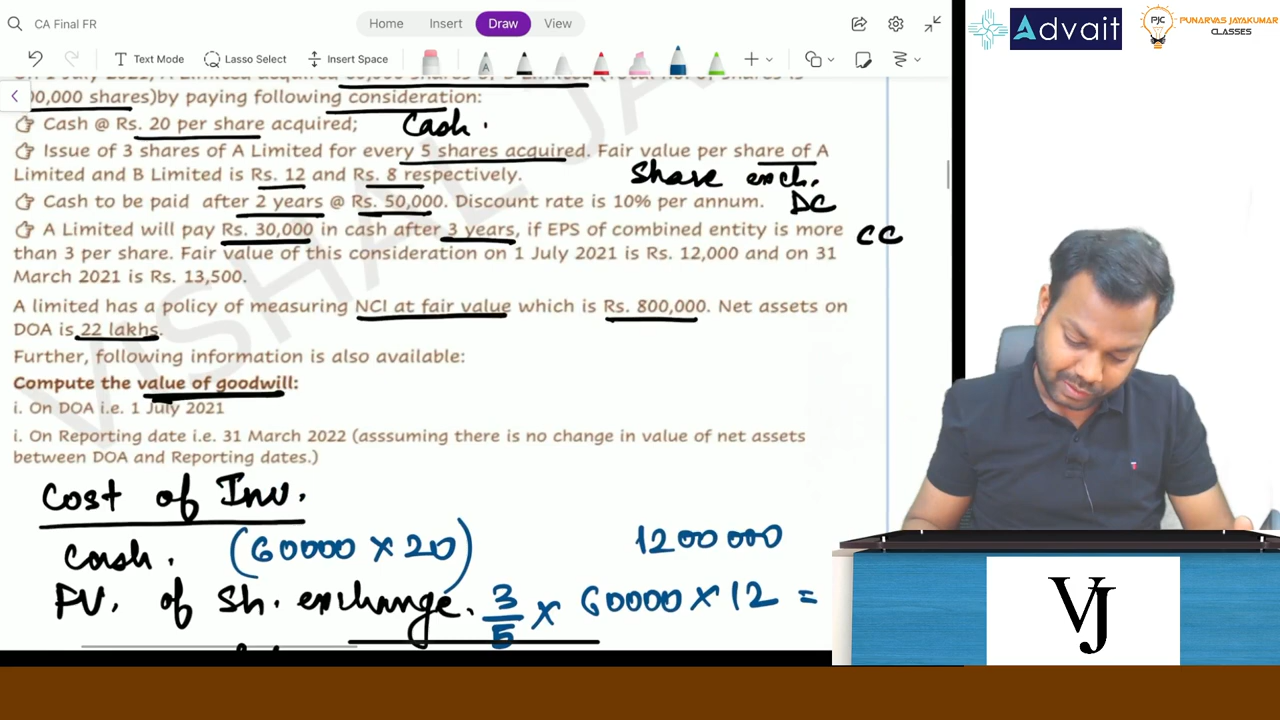 CA Final FR
Home Insert Draw View
Text Mode Lasso Select Insert Space
Advait
PJC PUNARVAS JAYAKUMAR
CLASSES
00,000 shares)by paying following consideration:
Cash @ Rs. 20 per share acquired; Cash.
Issue of 3 shares of A Limited for every 5 shares acquired. Fair value per share of A
Limited and B Limited is Rs. 12 and Rs. 8 respectively. Share exch.
Cash to be paid after 2 years @ Rs. 50,000. Discount rate is 10% per annum. DC
A Limited will pay Rs. 30,000 in cash after 3 years, if EPS of combined entity is more CC
than 3 per share. Fair value of this consideration on 1 July 2021 is Rs. 12,000 and on 31
March 2021 is Rs. 13,500.
A limited has a policy of measuring NCI at fair value which is Rs. 800,000. Net assets on
DOA is 22 lakhs.
Further, following information is also available:
Compute the value of goodwill:
i. On DOA i.e. 1 July 2021
i. On Reporting date i.e. 31 March 2022 (asssuming there is no change in value of net assets
between DOA and Reporting dates.)
Cost of Inv.
Cash. (60000 × 20) 1200000
FV. of Sh. exchange. 3/5 × 60000 × 12 =
VJ
VISHAL JA